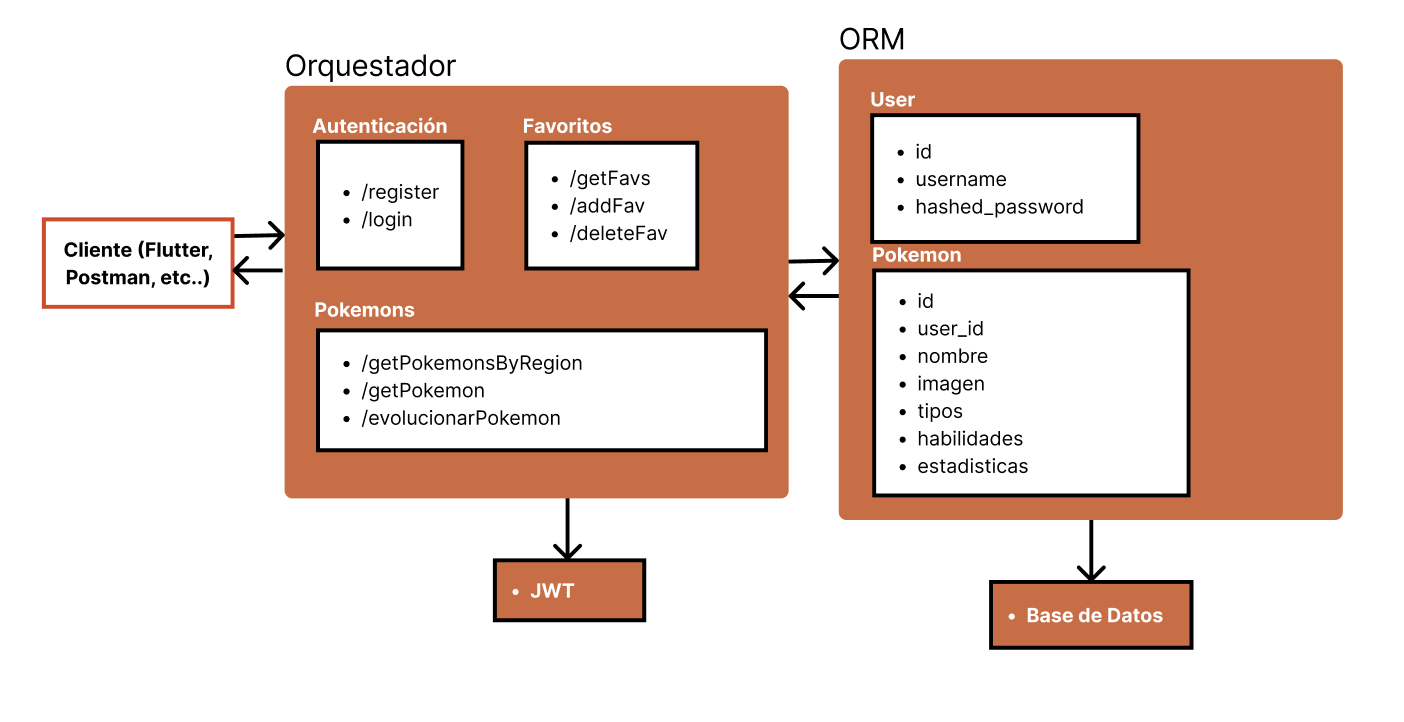 ORM
Orquestador
User
Autenticación
Favoritos
• id
• username
• hashed_password
• /register
• /login
• /getFavs
• /addFav
• /deleteFav
Cliente (Flutter,
Postman, etc..)
Pokemon
• id
• user_id
• nombre
• imagen
• tipos
• habilidades
• estadisticas
Pokemons
• /getPokemonsByRegion
• /getPokemon
• /evolucionarPokemon
• JWT
• Base de Datos